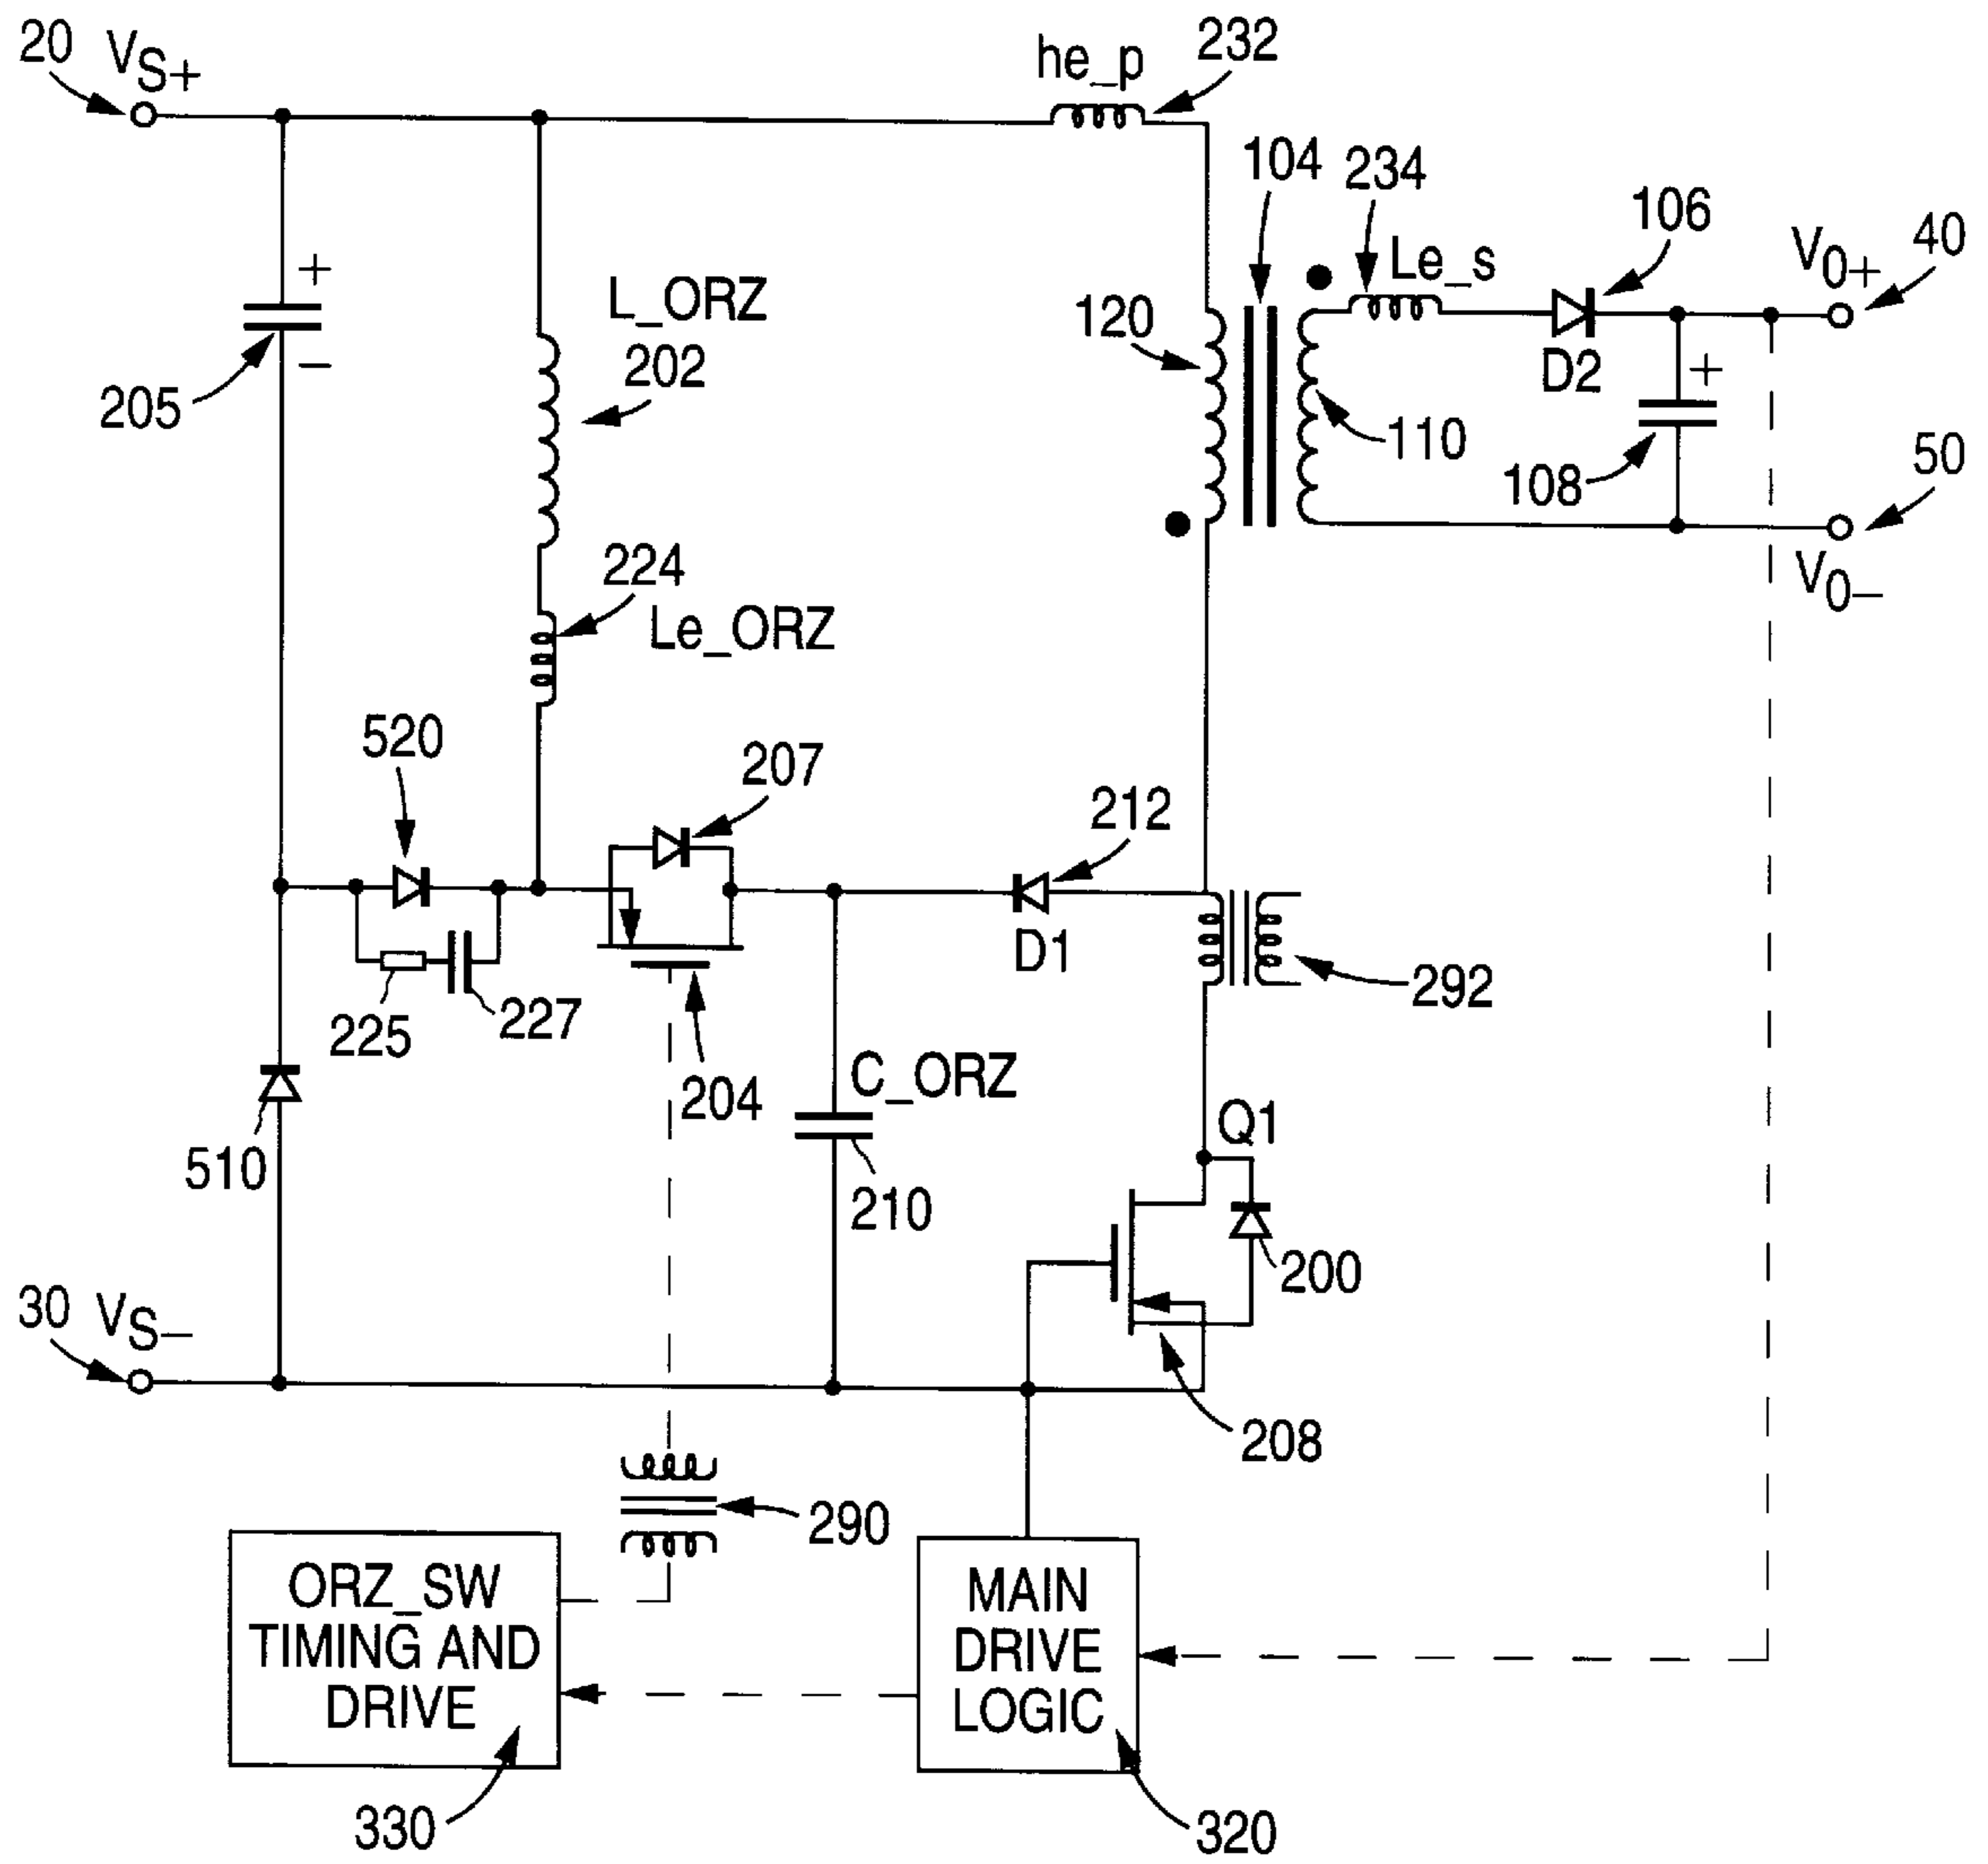 20 VS+
he_p 232
104 234 106 40
Le_s V0+
L_ORZ
202
120 D2 +
+
−
205
110 108 50
V0−
224
Le_ORZ
520 207 212
D1
292
225 227
204
C_ORZ
210
510
Q1
200
30 VS−
208
290
ORZ_SW
TIMING AND
DRIVE
MAIN
DRIVE
LOGIC
330
320